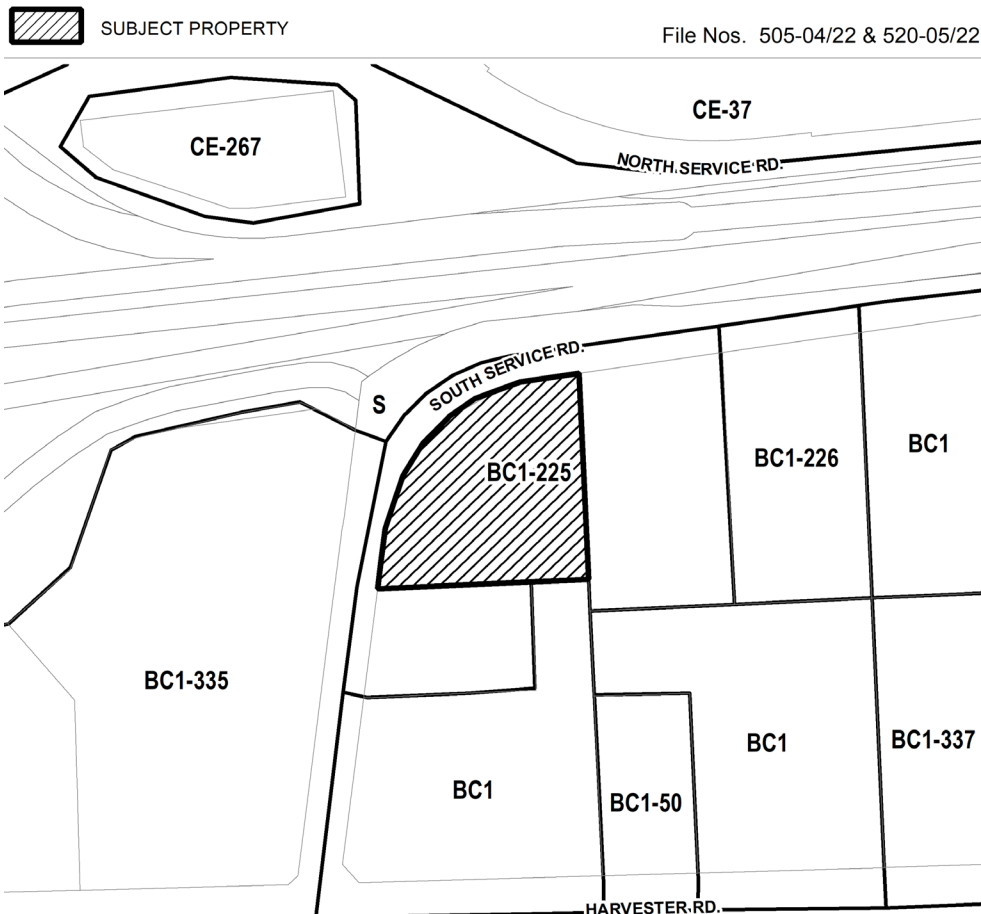 SUBJECT PROPERTY
File Nos. 505-04/22 & 520-05/22
CE-37
CE-267
NORTH SERVICE RD.
SOUTH SERVICE RD.
S
BC1-225
BC1-226
BC1
BC1-335
BC1
BC1-337
BC1
BC1-50
HARVESTER RD.